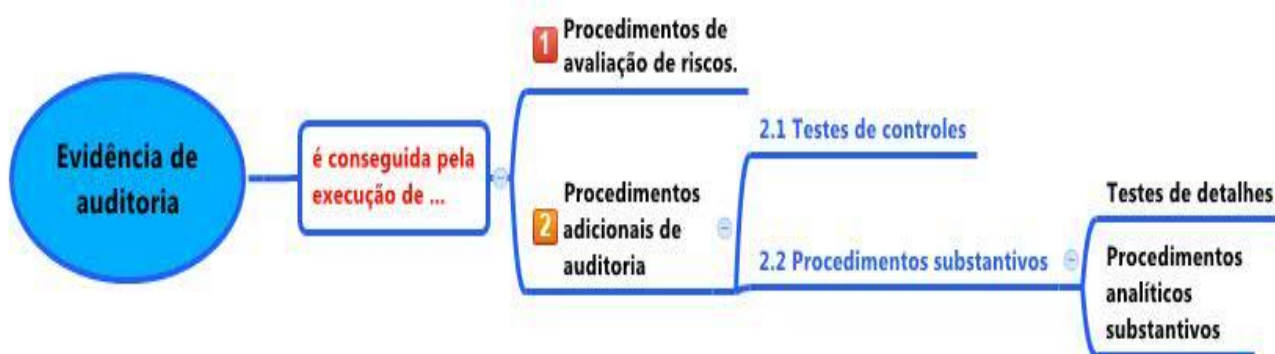 Evidência de
auditoria
é conseguida pela
execução de ...
1
Procedimentos de
avaliação de riscos.
2
Procedimentos
adicionais de
auditoria
2.1 Testes de controles
2.2 Procedimentos substantivos
Testes de detalhes
Procedimentos
analíticos
substantivos